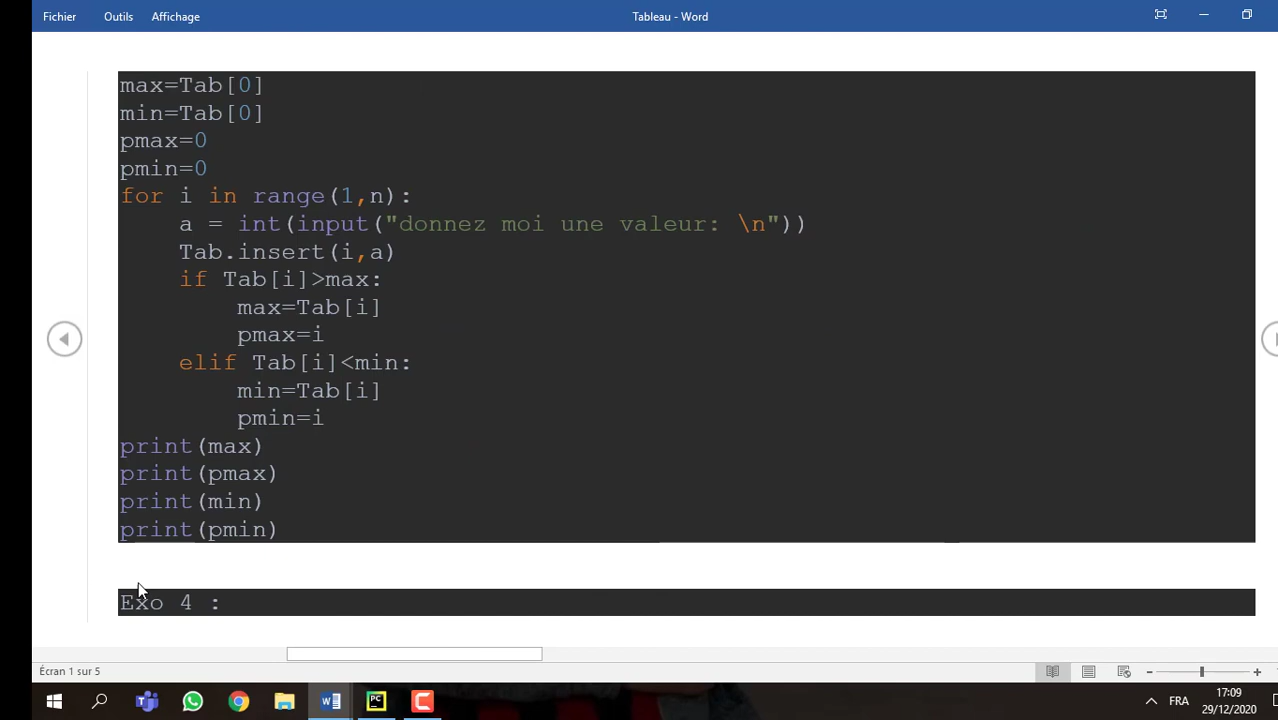 Fichier Outils Affichage Tableau - Word
max=Tab[0]
min=Tab[0]
pmax=0
pmin=0
for i in range(1,n):
    a = int(input("donnez moi une valeur: \n"))
    Tab.insert(i,a)
    if Tab[i]>max:
        max=Tab[i]
        pmax=i
    elif Tab[i]<min:
        min=Tab[i]
        pmin=i
print(max)
print(pmax)
print(min)
print(pmin)
Exo 4 :
Écran 1 sur 5
PC
W
FRA
17:09
29/12/2020